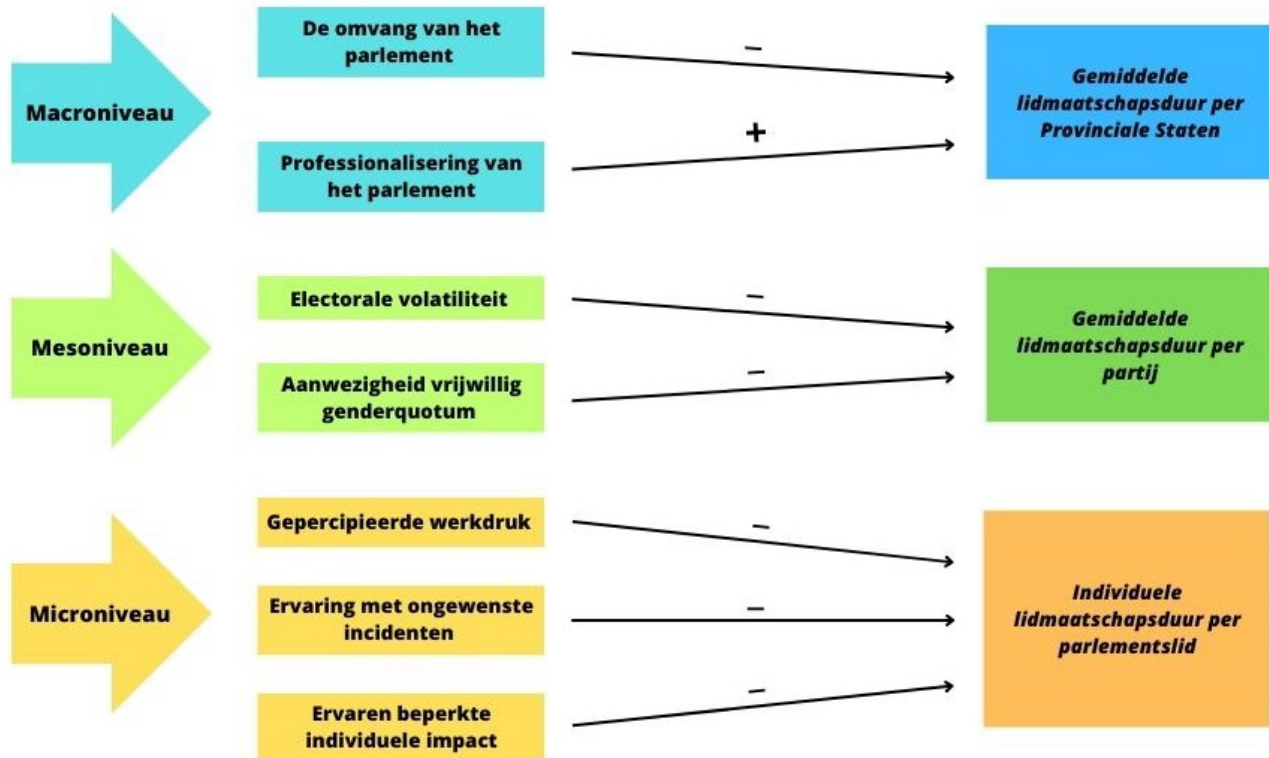 Macroniveau
De omvang van het
parlement
Professionalisering van
het parlement
–
+
Gemiddelde
lidmaatschapsduur per
Provinciale Staten
Mesoniveau
Electorale volatiliteit
Aanwezigheid vrijwillig
genderquotum
–
–
Gemiddelde
lidmaatschapsduur per
partij
Microniveau
Gepercipieerde werkdruk
Ervaring met ongewenste
incidenten
Ervaren beperkte
individuele impact
–
–
–
Individuele
lidmaatschapsduur per
parlementslid